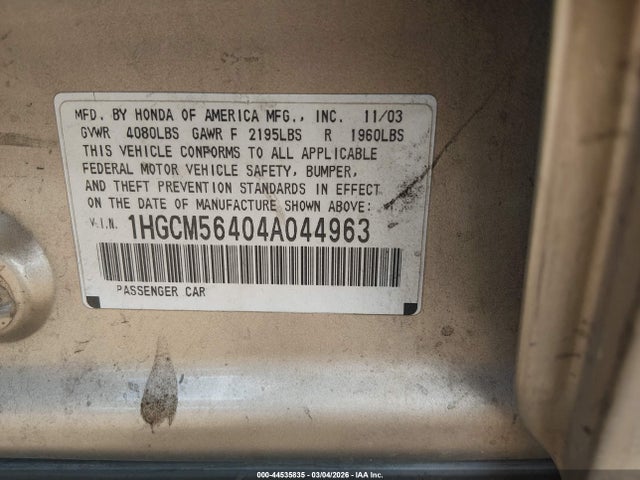 MFD. BY HONDA OF AMERICA MFG., INC. 11/03
GVWR 4080LBS GAWR F 2195LBS R 1960LBS
THIS VEHICLE CONFORMS TO ALL APPLICABLE
FEDERAL MOTOR VEHICLE SAFETY, BUMPER,
AND THEFT PREVENTION STANDARDS IN EFFECT
ON THE DATE OF MANUFACTURE SHOWN ABOVE:
V.I.N. 1HGCM56404A044963
PASSENGER CAR
000-44535835 - 03/04/2026 - IAA Inc.